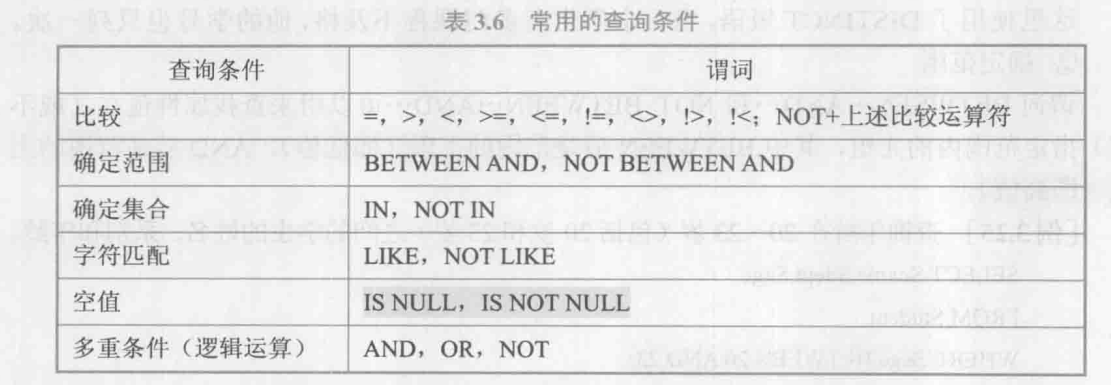 表 3.6 常用的查询条件
查询条件 谓词
比较 =, >, <, >=, <=, !=, <>, !>, !<; NOT+上述比较运算符
确定范围 BETWEEN AND, NOT BETWEEN AND
确定集合 IN, NOT IN
字符匹配 LIKE, NOT LIKE
空值 IS NULL, IS NOT NULL
多重条件（逻辑运算） AND, OR, NOT